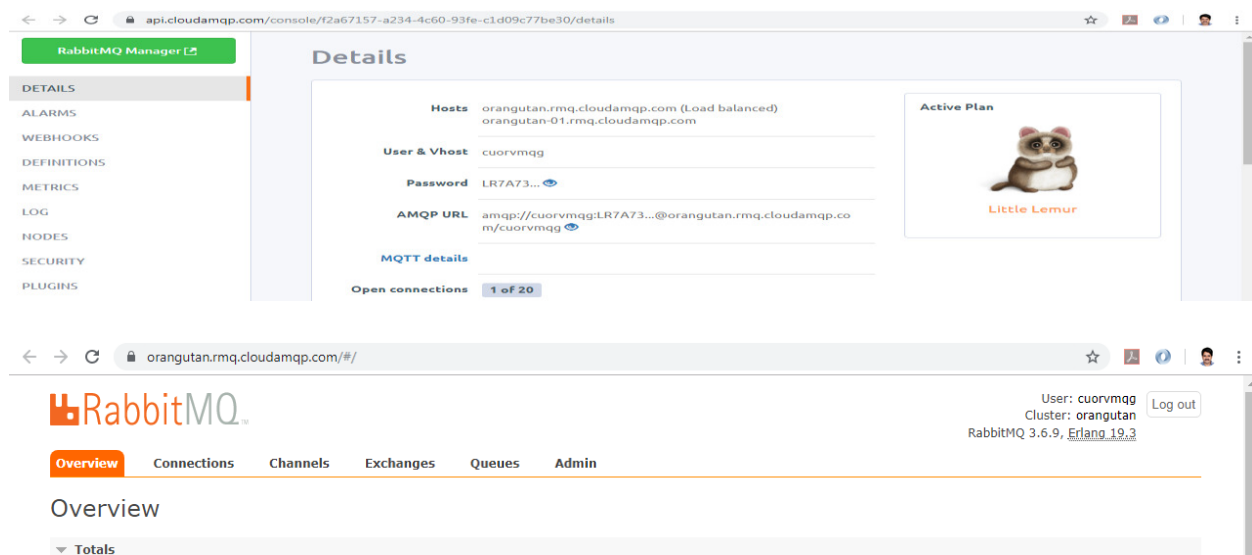 api.cloudamqp.com/console/f2a67157-a234-4c60-93fe-c1d09c77be30/details
RabbitMQ Manager
DETAILS
ALARMS
WEBHOOKS
DEFINITIONS
METRICS
LOG
NODES
SECURITY
PLUGINS
Details
Hosts orangutan.rmq.cloudamqp.com (Load balanced)
orangutan-01.rmq.cloudamqp.com
User & Vhost cuorvmqg
Password LR7A73...
AMQP URL amqp://cuorvmqg:LR7A73...@orangutan.rmq.cloudamqp.co
m/cuorvmqg
MQTT details
Open connections 1 of 20
Active Plan
Little Lemur
orangutan.rmq.cloudamqp.com/#/
RabbitMQ
User: cuorvmqg
Log out
Cluster: orangutan
RabbitMQ 3.6.9, Erlang 19.3
Overview Connections Channels Exchanges Queues Admin
Overview
Totals